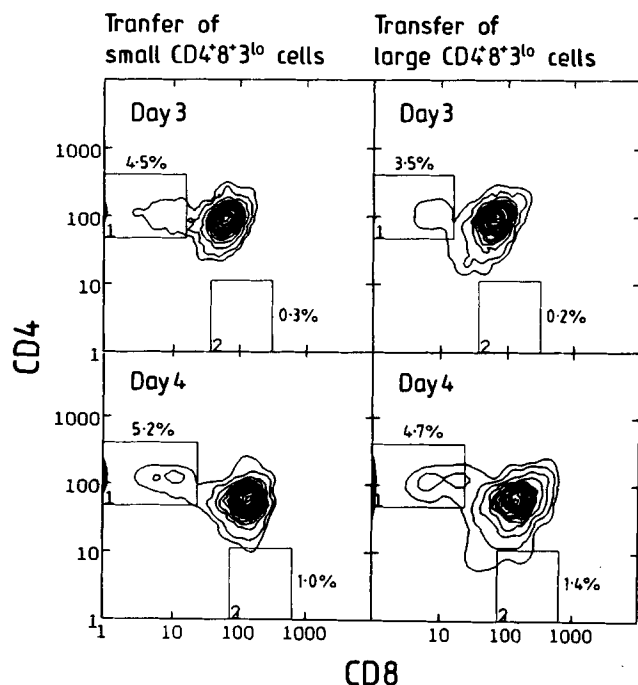 Tranfer of
small CD4⁺8⁺3ˡᵒ cells
Transfer of
large CD4⁺8⁺3ˡᵒ cells
Day 3
1000
4.5%
100
1
10
0.3%
1
2
Day 3
3.5%
1
0.2%
2
CD4
Day 4
1000
5.2%
100
1
10
1.0%
1
2
1 10 100 1000
Day 4
4.7%
1
1.4%
2
10 100 1000
CD8